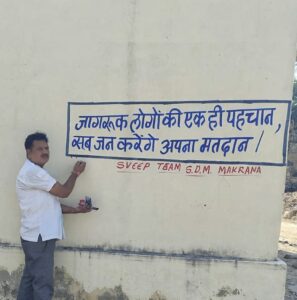 जागरूक लोगों की एक ही पहचान,
सब जन करेंगे अपना मतदान।
SVEEP TEAM S.D.M. MAKRANA